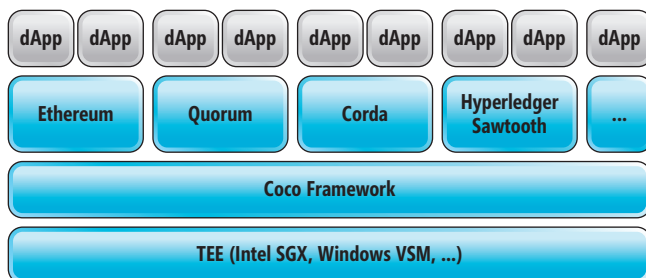 dApp dApp dApp dApp dApp dApp dApp dApp dApp
Ethereum Quorum Corda Hyperledger
Sawtooth ...
Coco Framework
TEE (Intel SGX, Windows VSM, ...)